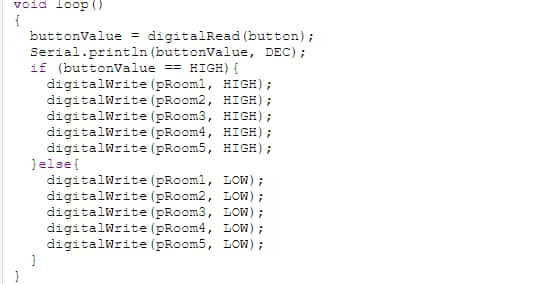 void loop()
{
  buttonValue = digitalRead(button);
  Serial.println(buttonValue, DEC);
  if (buttonValue == HIGH){
    digitalWrite(pRoom1, HIGH);
    digitalWrite(pRoom2, HIGH);
    digitalWrite(pRoom3, HIGH);
    digitalWrite(pRoom4, HIGH);
    digitalWrite(pRoom5, HIGH);
  }else{
    digitalWrite(pRoom1, LOW);
    digitalWrite(pRoom2, LOW);
    digitalWrite(pRoom3, LOW);
    digitalWrite(pRoom4, LOW);
    digitalWrite(pRoom5, LOW);
  }
}